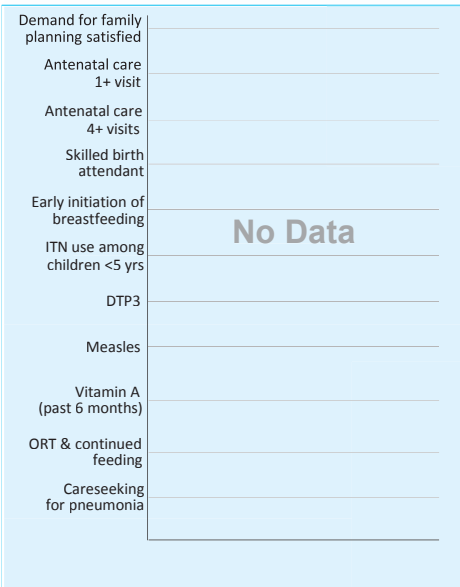 Demand for family
planning satisfied
Antenatal care
1+ visit
Antenatal care
4+ visits
Skilled birth
attendant
Early initiation of
breastfeeding
No Data
ITN use among
children <5 yrs
DTP3
Measles
Vitamin A
(past 6 months)
ORT & continued
feeding
Careseeking
for pneumonia